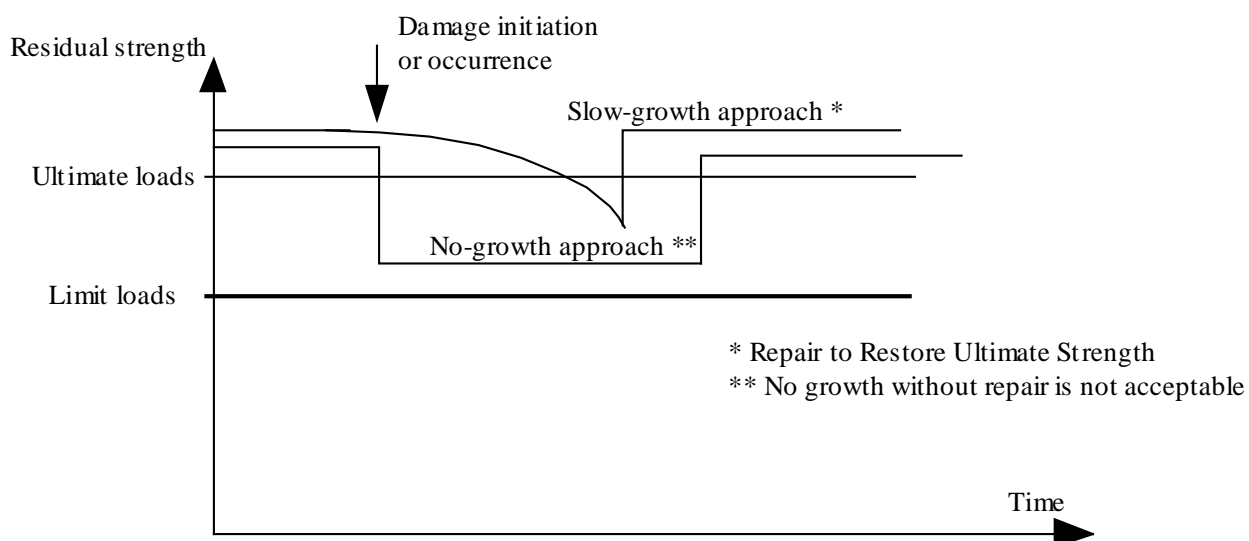 Damage initiation
or occurrence
Residual strength
Slow-growth approach *
Ultimate loads
No-growth approach **
Limit loads
* Repair to Restore Ultimate Strength
** No growth without repair is not acceptable
Time